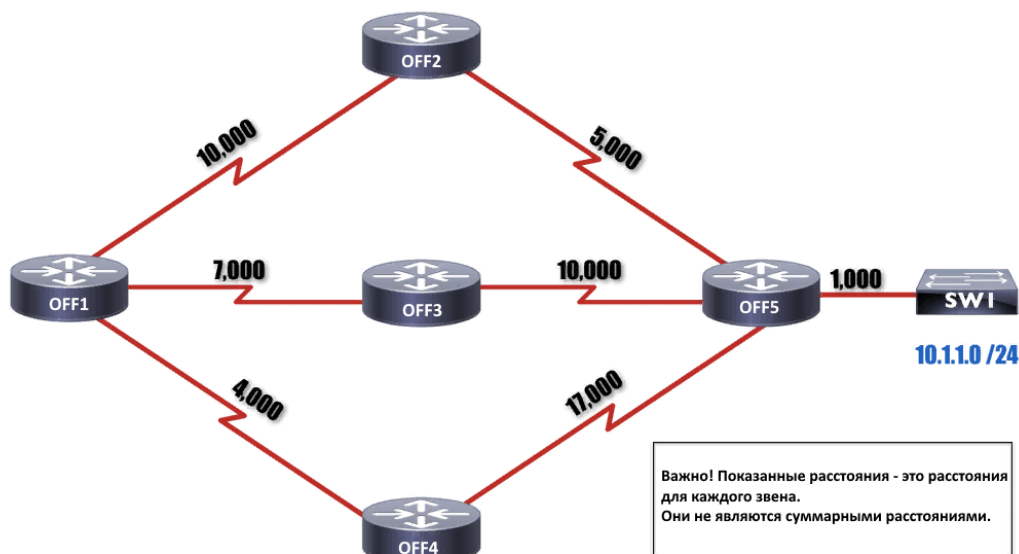 OFF2
10,000
5,000
OFF1
7,000
OFF3
10,000
OFF5
1,000
SW1
10.1.1.0 /24
4,000
17,000
OFF4
Важно! Показанные расстояния - это расстояния
для каждого звена.
Они не являются суммарными расстояниями.